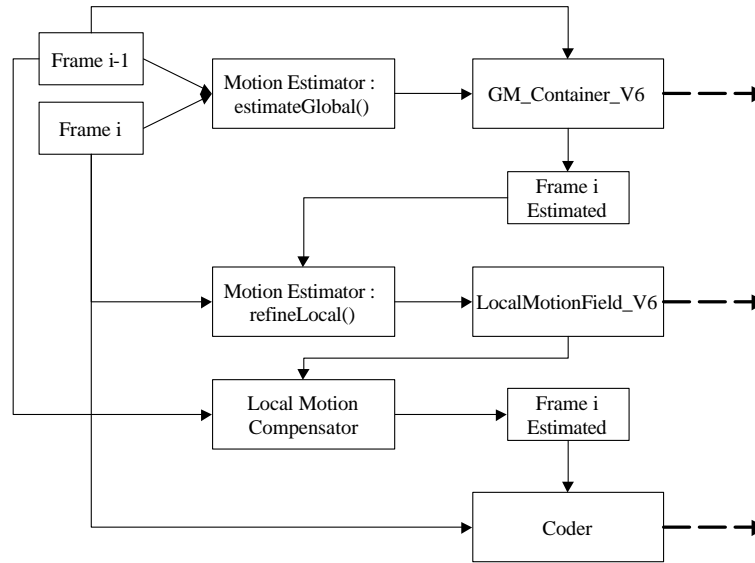 Frame i-1
Motion Estimator :
estimateGlobal()
GM_Container_V6
Frame i
Frame i
Estimated
Motion Estimator :
refineLocal()
LocalMotionField_V6
Local Motion
Compensator
Frame i
Estimated
Coder